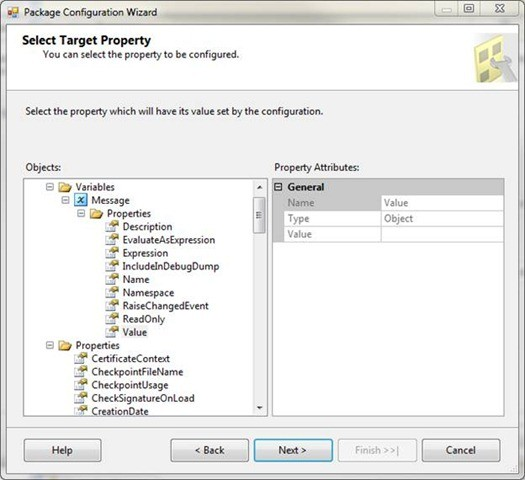 Package Configuration Wizard
Select Target Property
You can select the property to be configured.
Select the property which will have its value set by the configuration.
Objects:
Variables
Message
Properties
Description
EvaluateAsExpression
Expression
IncludeInDebugDump
Name
Namespace
RaiseChangedEvent
ReadOnly
Value
Properties
CertificateContext
CheckpointFileName
CheckpointUsage
CheckSignatureOnLoad
CreationDate
Property Attributes:
General
Name Value
Type Object
Value
Help < Back Next > Finish >>| Cancel